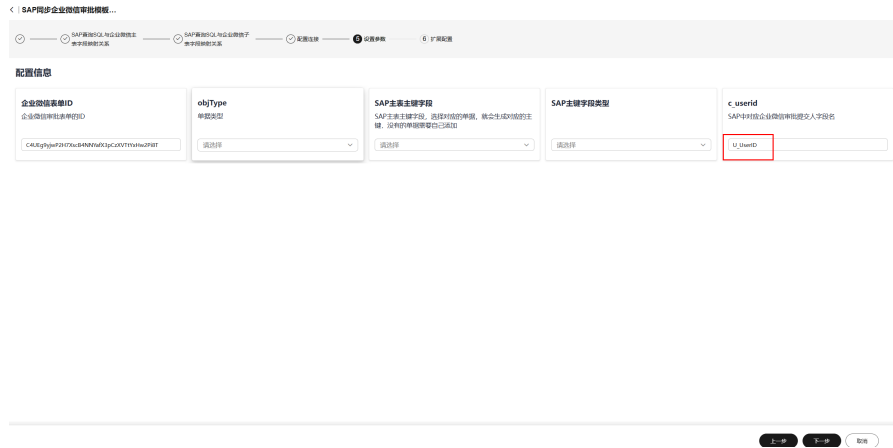 SAP同步企业微信审批模板...
SAP查询SQL与企业微信主
表字段映射关系
SAP查询SQL与企业微信子
表字段映射关系
配置连接
5 设置参数
6 扩展配置
配置信息
企业微信表单ID
企业微信审批表单的ID
objType
单据类型
请选择
SAP主表主键字段
SAP主表主键字段，选择对应的单据，就会生成对应的主
键，没有的单据需要自己添加
请选择
SAP主键字段类型
请选择
c_userid
SAP中对应企业微信审批提交人字段名
U_UserID
上一步
下一步
取消